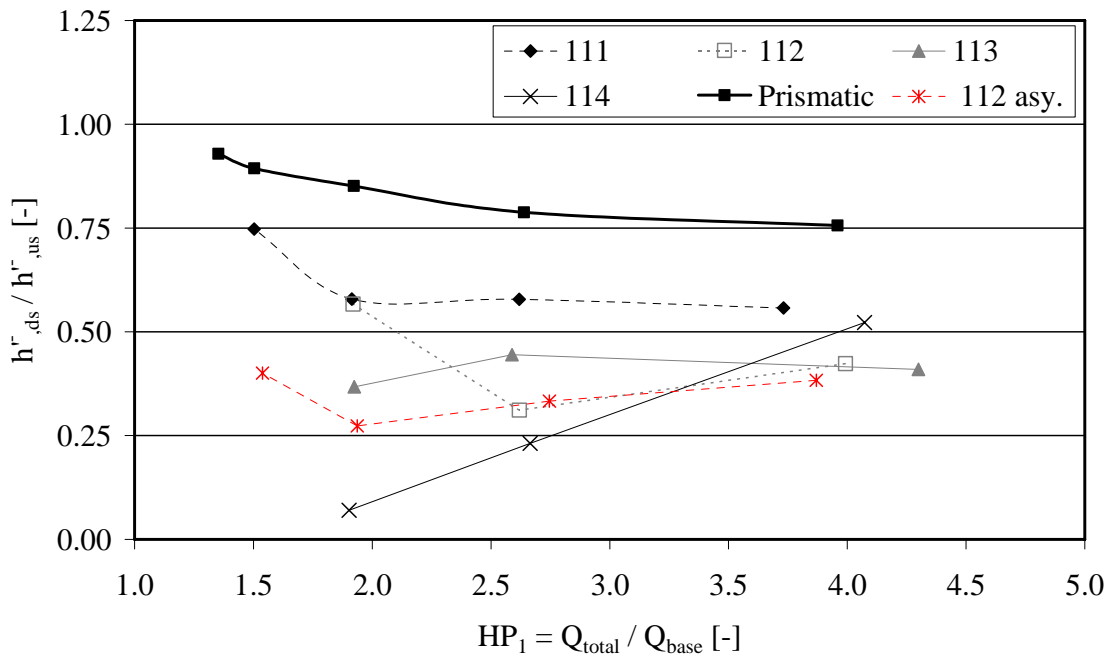 1.25
111 112 113
114 Prismatic 112 asy.
1.00
0.75
0.50
0.25
0.00
h'⁻,ds / h'⁻,us [-]
1.0 1.5 2.0 2.5 3.0 3.5 4.0 4.5 5.0
HP1 = Qtotal / Qbase [-]